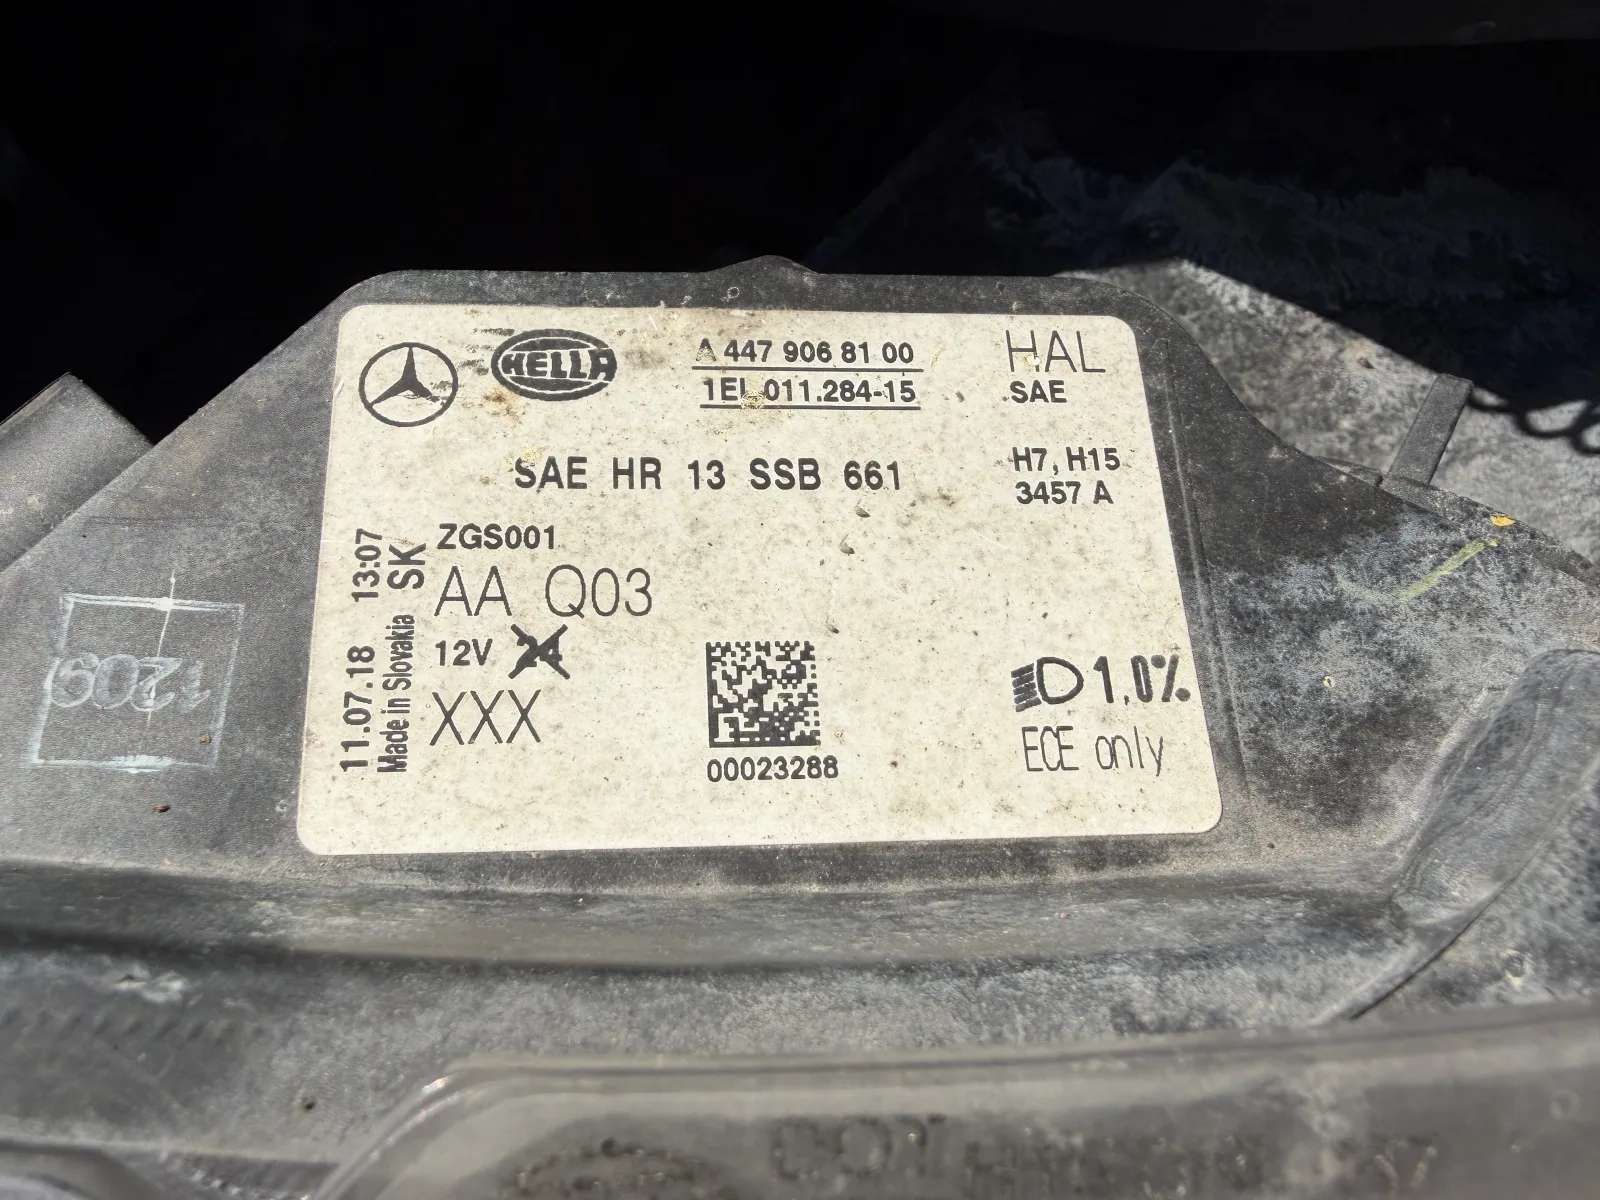 HELLA
A 447 906 81 00
1EL 011.284-15
HAL
SAE
SAE HR 13 SSB 661
H7, H15
3457 A
11.07.18 13:07
Made in Slovakia SK
ZGS001
AA Q03
12V 24
XXX
00023288
1,0%
ECE only
1209